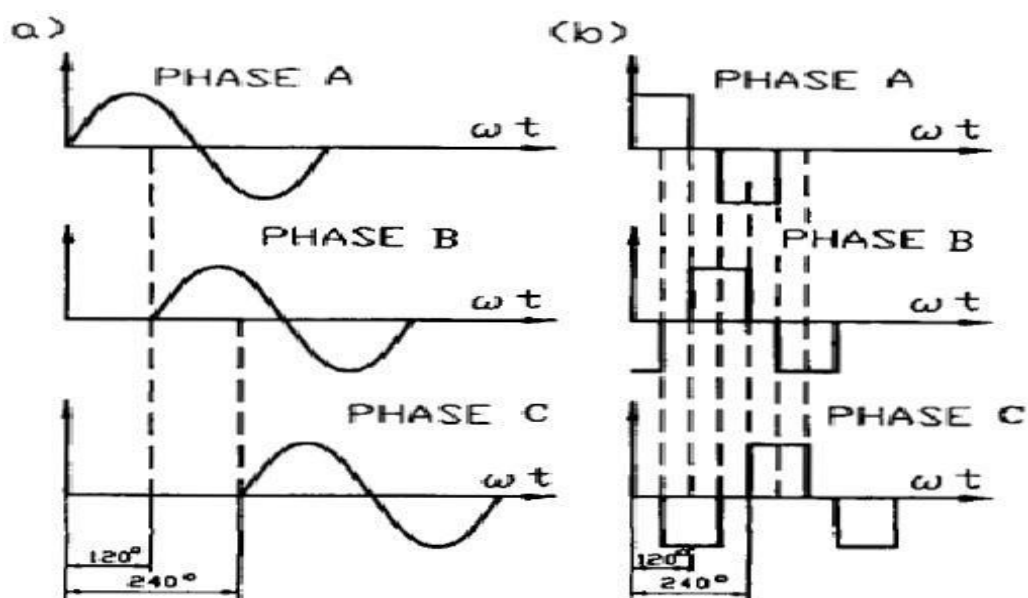 a)
PHASE A
ωt
PHASE B
ωt
PHASE C
ωt
120°
240°
(b)
PHASE A
ωt
PHASE B
ωt
PHASE C
ωt
120°
240°